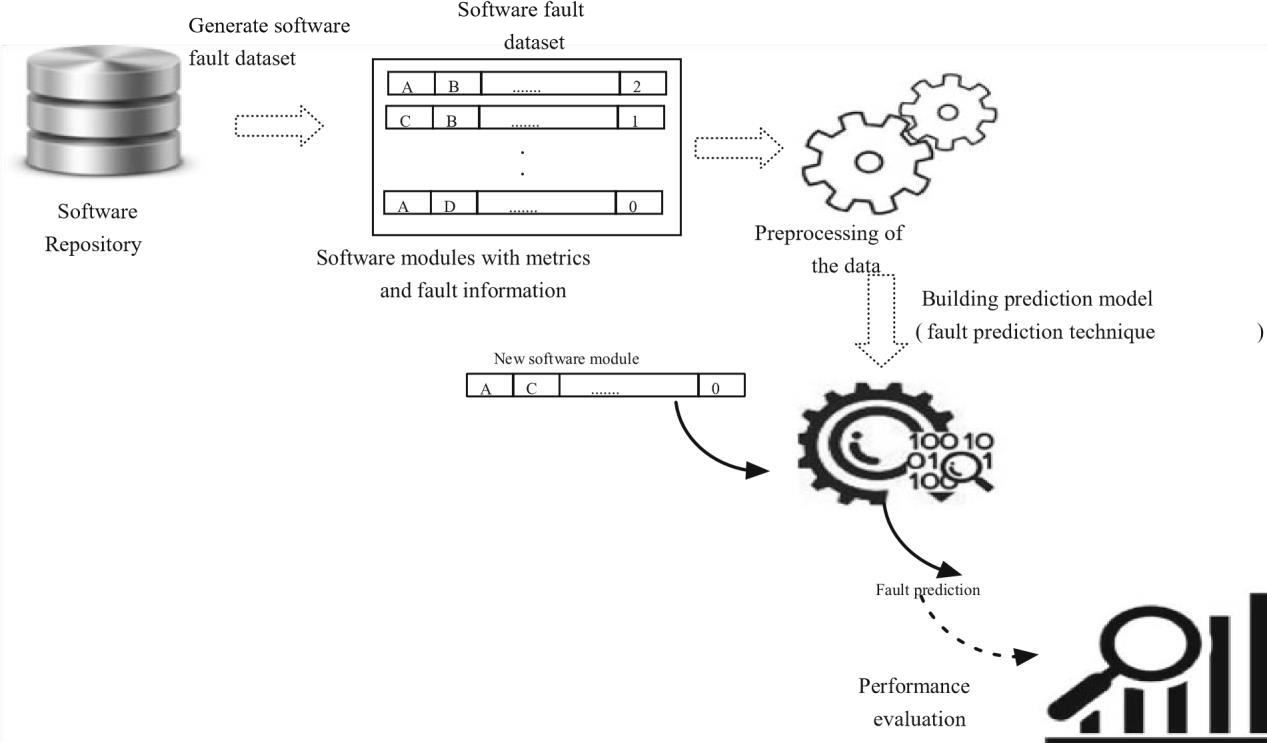 Software fault
dataset
Generate software
fault dataset
A B ....... 2
C B ....... 1
.
.
A D ....... 0
Software
Repository
Software modules with metrics
and fault information
Preprocessing of
the data
Building prediction model
( fault prediction technique )
New software module
A C ....... 0
100 10
01 1
100
Fault prediction
Performance
evaluation